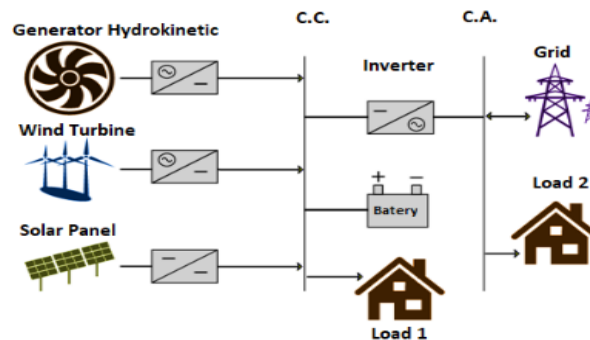 C.C.
C.A.
Generator Hydrokinetic
Inverter
Grid
Wind Turbine
+ −
Batery
Load 2
Solar Panel
Load 1